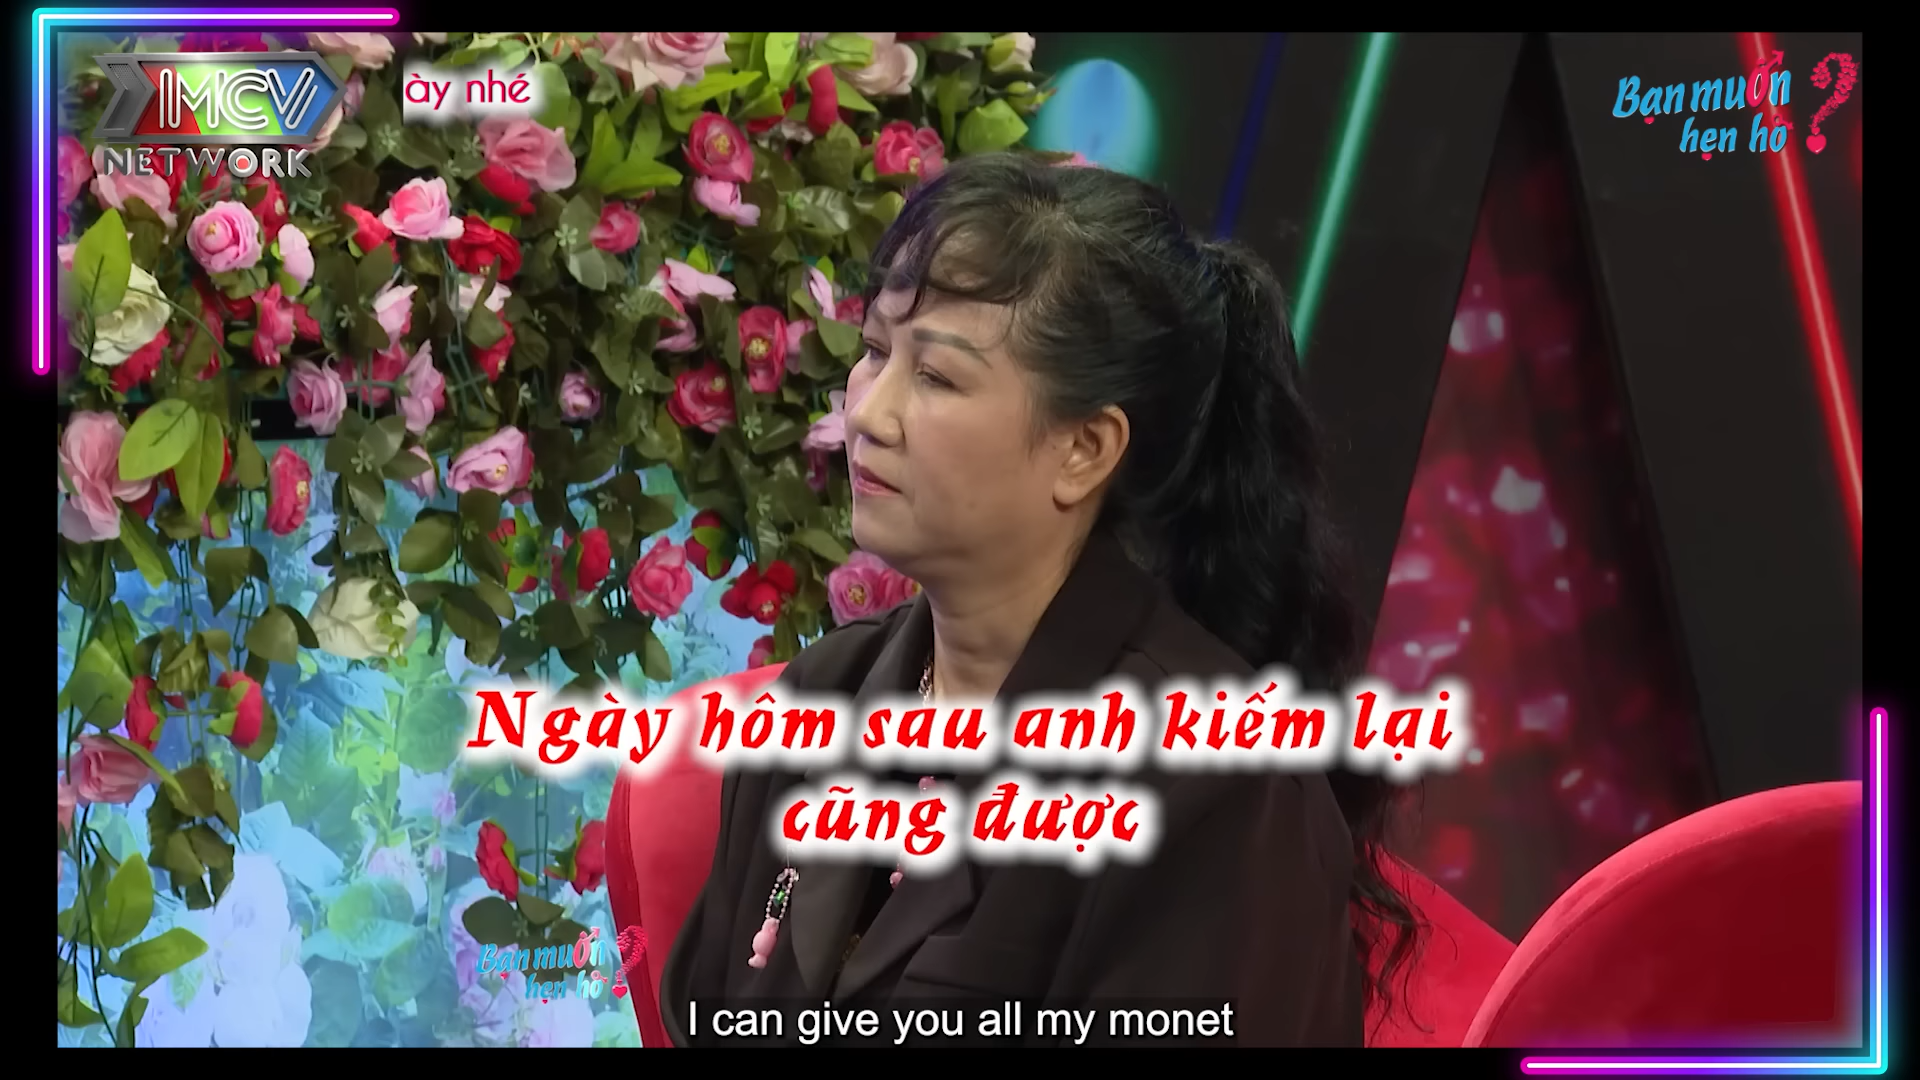 MCV
NETWORK
ày nhé
Bạn muốn
hẹn hò ?
Ngày hôm sau anh kiếm lại
cũng được
Bạn muốn
hẹn hò ?
I can give you all my monet